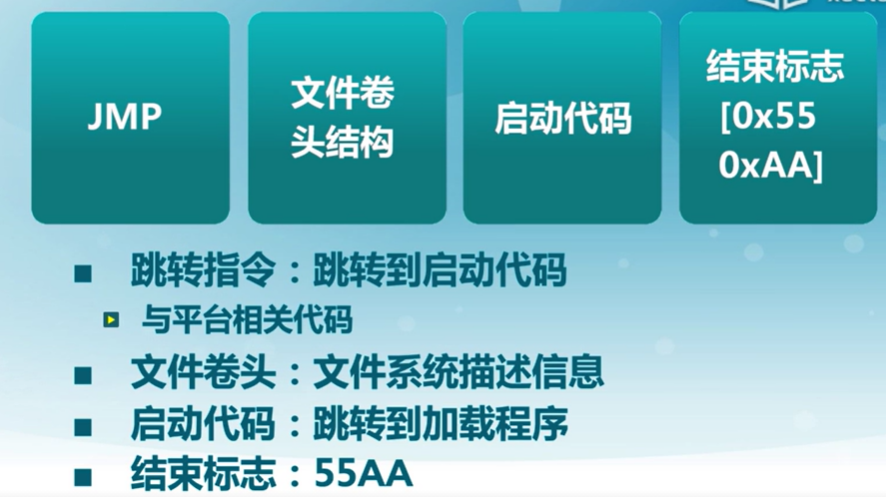 JMP
文件卷
头结构
启动代码
结束标志
[0x55
0xAA]
跳转指令：跳转到启动代码
与平台相关代码
文件卷头：文件系统描述信息
启动代码：跳转到加载程序
结束标志：55AA